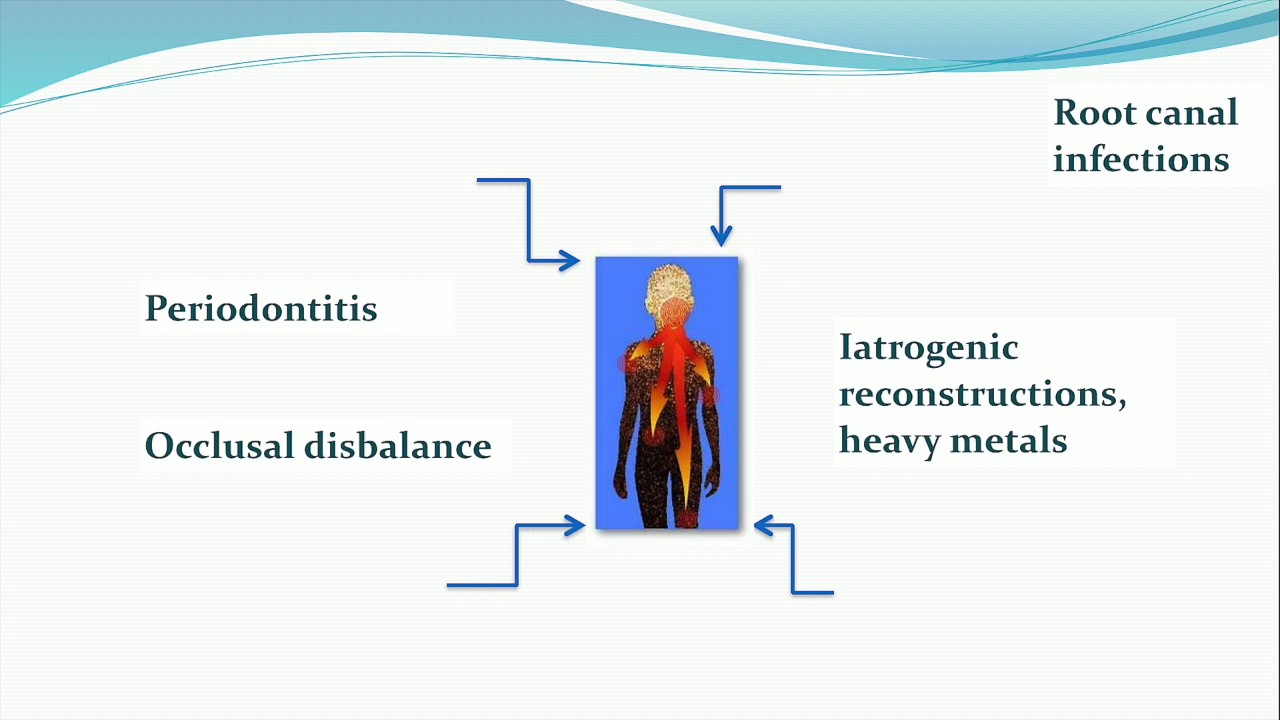 Root canal
infections
Periodontitis
Iatrogenic
reconstructions,
heavy metals
Occlusal disbalance